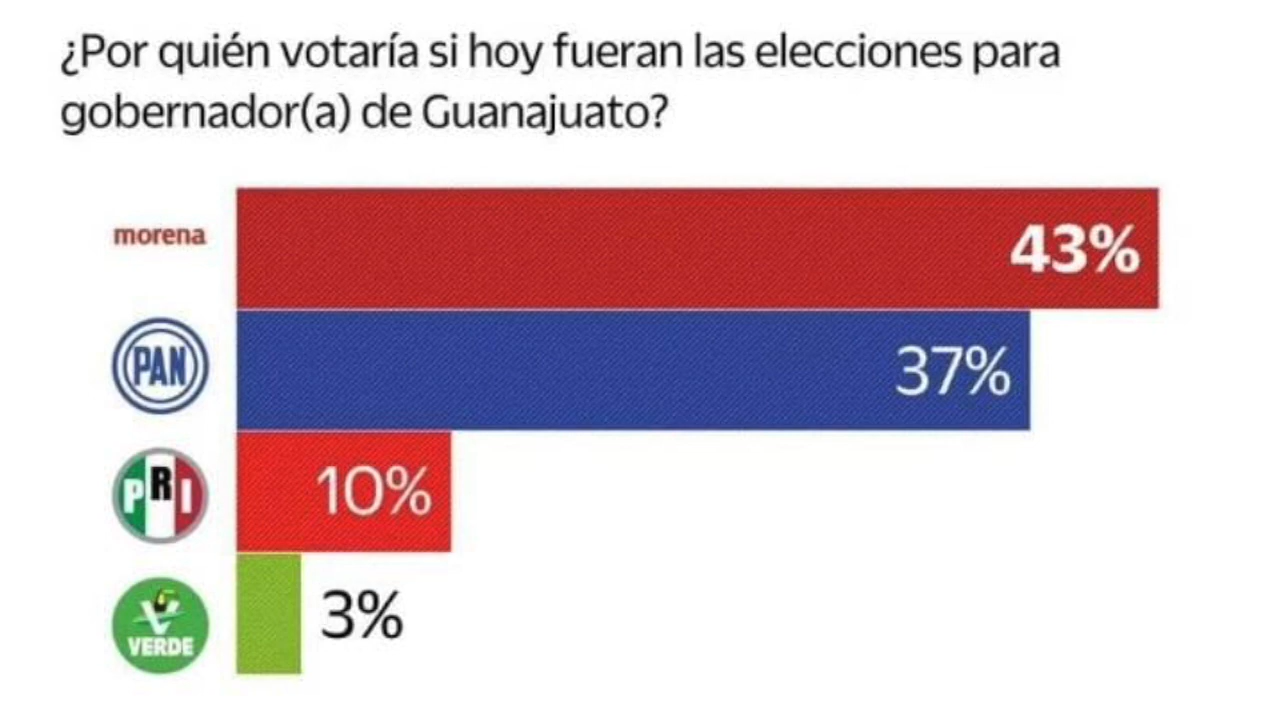 ¿Por quién votaría si hoy fueran las elecciones para
gobernador(a) de Guanajuato?
morena
43%
PAN
37%
PRI
10%
VERDE
3%